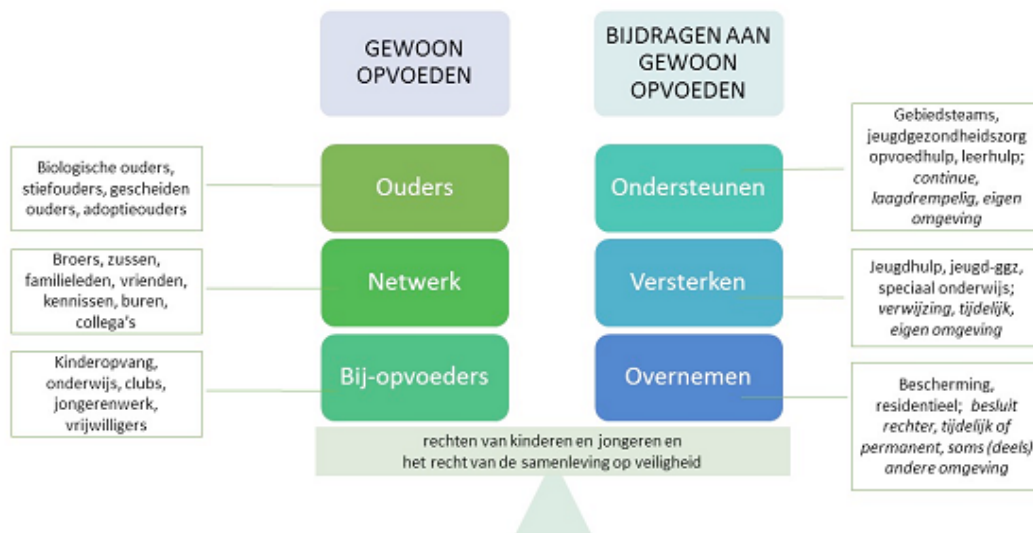 GEWOON
OPVOEDEN
BIJDRAGEN AAN
GEWOON
OPVOEDEN
Biologische ouders,
stiefouders, gescheiden
ouders, adoptieouders
Ouders
Ondersteunen
Gebiedsteams,
jeugdgezondheidszorg
opvoedhulp, leerhulp;
continue,
laagdrempelig, eigen
omgeving
Broers, zussen,
familieleden, vrienden,
kennissen, buren,
collega's
Netwerk
Versterken
Jeugdhulp, jeugd-ggz,
speciaal onderwijs;
verwijzing, tijdelijk,
eigen omgeving
Kinderopvang,
onderwijs, clubs,
jongerenwerk,
vrijwilligers
Bij-opvoeders
Overnemen
Bescherming,
residentieel; besluit
rechter, tijdelijk of
permanent, soms (deels)
andere omgeving
rechten van kinderen en jongeren en
het recht van de samenleving op veiligheid